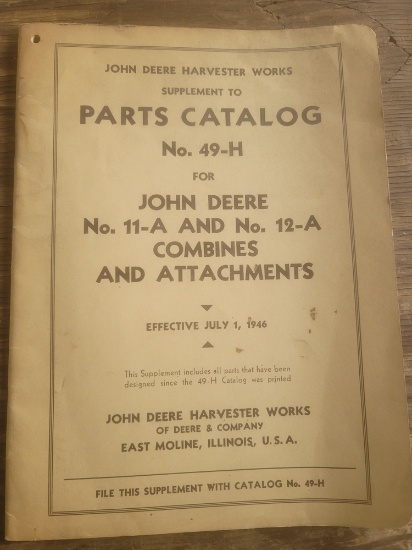 JOHN DEERE HARVESTER WORKS
SUPPLEMENT TO
PARTS CATALOG
No. 49-H
FOR
JOHN DEERE
No. 11-A AND No. 12-A
COMBINES
AND ATTACHMENTS
EFFECTIVE JULY 1, 1946
This Supplement includes all parts that have been
designed since the 49-H Catalog was printed
JOHN DEERE HARVESTER WORKS
OF DEERE & COMPANY
EAST MOLINE, ILLINOIS, U.S.A.
FILE THIS SUPPLEMENT WITH CATALOG No. 49-H